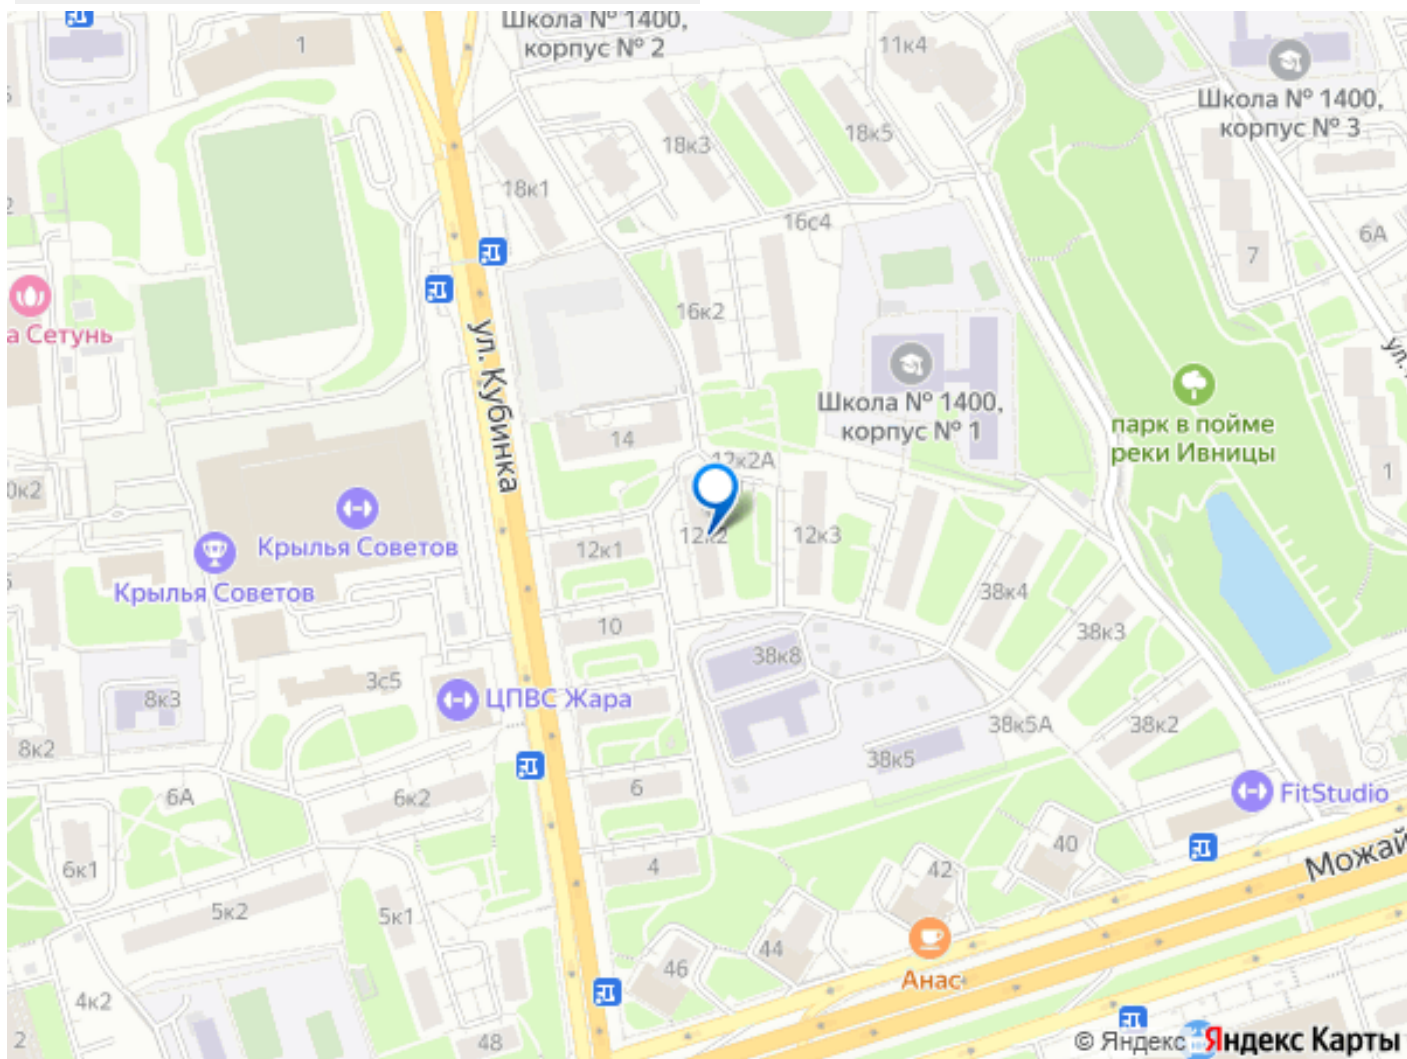 Школа № 1400,
корпус № 2
1
11к4
Школа № 1400,
корпус № 3
18к3
18к5
18к1
16с4
6А
7
а Сетунь
16к2
ул. Кубинка
Школа № 1400,
корпус № 1
парк в пойме
реки Ивницы
14
12к2А
1
0к2
Крылья Советов
12к1
12к2
12к3
Крылья Советов
38к4
10
38к3
38к8
3с5
8к3
ЦПВС Жара
38к5А
38к2
8к2
38к5
6А
6к2
6
FitStudio
40
Можай
6к1
4
42
5к2
5к1
44
46
Анас
4к2
2
48
© Яндекс
Яндекс Карты